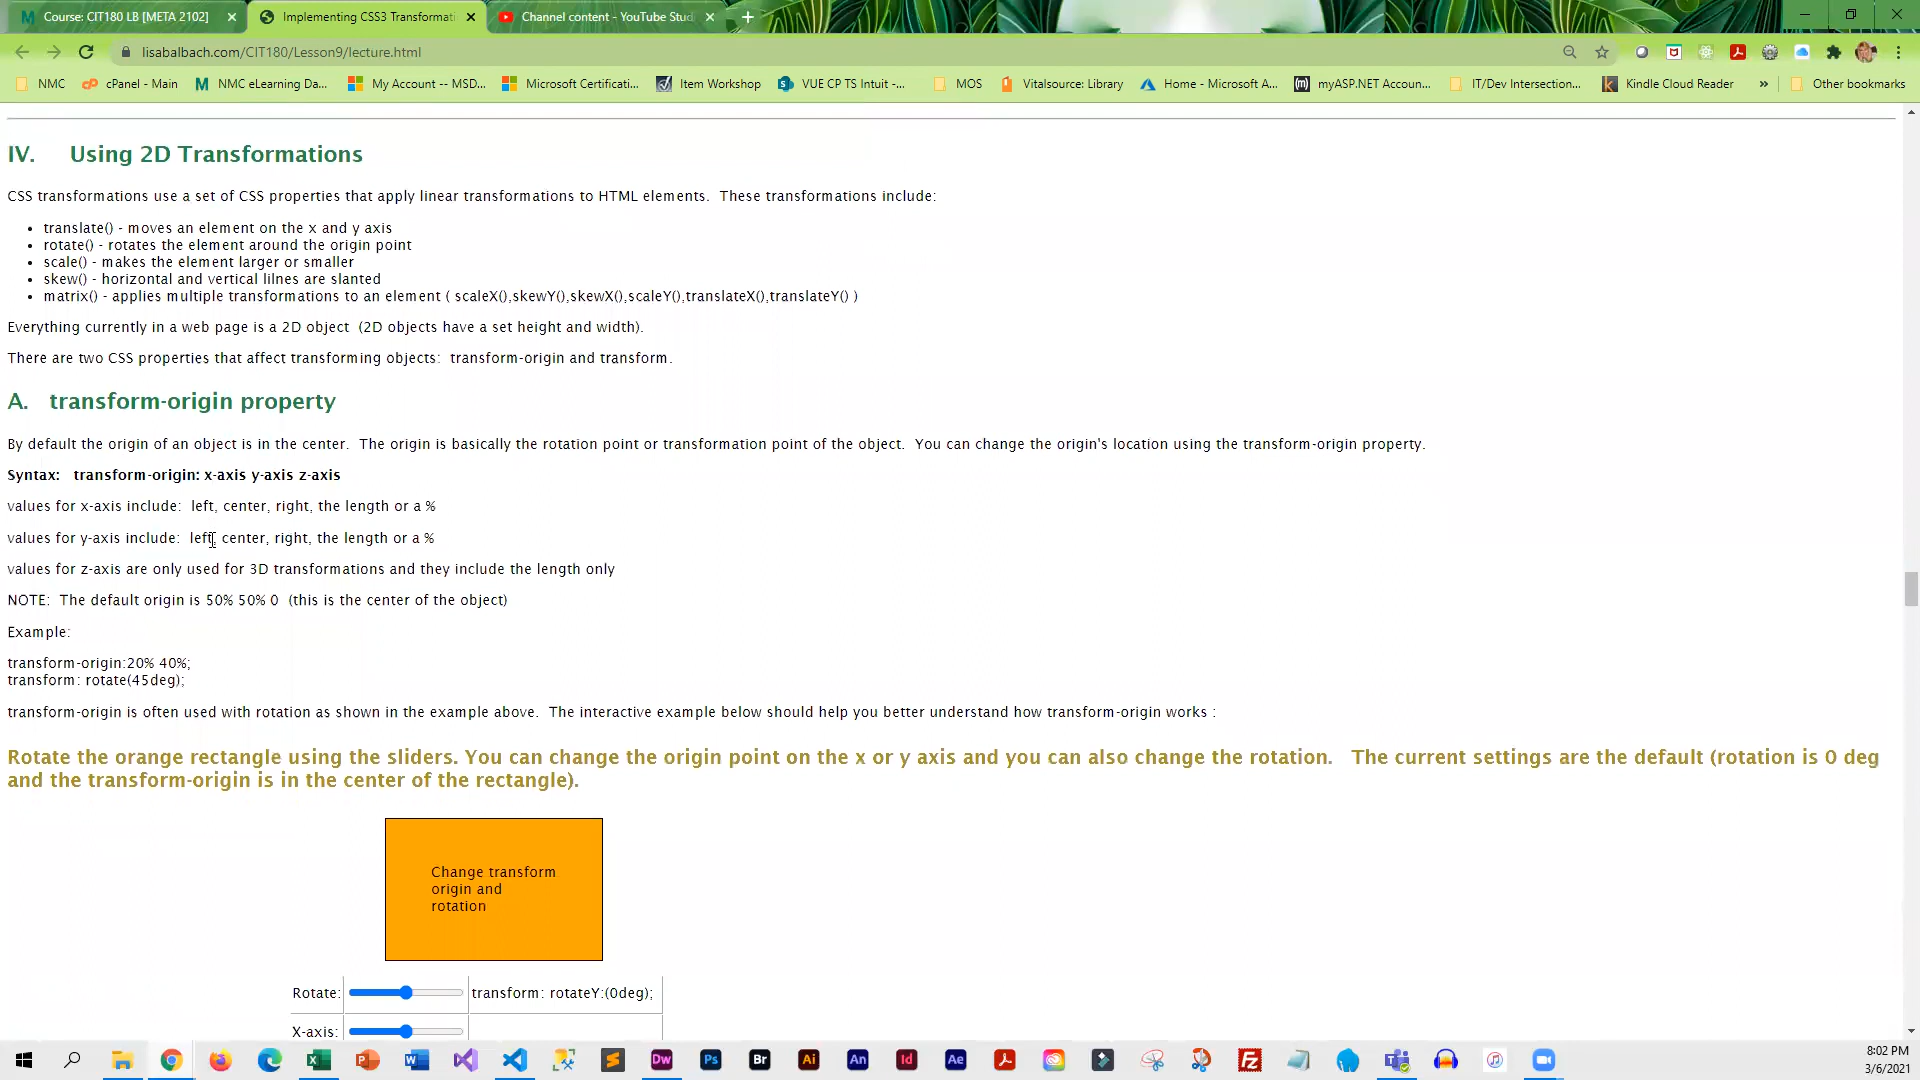 Course: CIT180 LB [META 2102]
Implementing CSS3 Transformati
Channel content - YouTube Stud
lisabalbach.com/CIT180/Lesson9/lecture.html
NMC
cPanel - Main
NMC eLearning Da...
My Account -- MSD...
Microsoft Certificati...
Item Workshop
VUE CP TS Intuit -...
MOS
Vitalsource: Library
Home - Microsoft A...
myASP.NET Accoun...
IT/Dev Intersection...
Kindle Cloud Reader
»
Other bookmarks
IV. Using 2D Transformations
CSS transformations use a set of CSS properties that apply linear transformations to HTML elements. These transformations include:
• translate() - moves an element on the x and y axis
• rotate() - rotates the element around the origin point
• scale() - makes the element larger or smaller
• skew() - horizontal and vertical lilnes are slanted
• matrix() - applies multiple transformations to an element ( scaleX(),skewY(),skewX(),scaleY(),translateX(),translateY() )
Everything currently in a web page is a 2D object (2D objects have a set height and width).
There are two CSS properties that affect transforming objects: transform-origin and transform.
A. transform-origin property
By default the origin of an object is in the center. The origin is basically the rotation point or transformation point of the object. You can change the origin's location using the transform-origin property.
Syntax: transform-origin: x-axis y-axis z-axis
values for x-axis include: left, center, right, the length or a %
values for y-axis include: left, center, right, the length or a %
values for z-axis are only used for 3D transformations and they include the length only
NOTE: The default origin is 50% 50% 0 (this is the center of the object)
Example:
transform-origin:20% 40%;
transform: rotate(45deg);
transform-origin is often used with rotation as shown in the example above. The interactive example below should help you better understand how transform-origin works :
Rotate the orange rectangle using the sliders. You can change the origin point on the x or y axis and you can also change the rotation. The current settings are the default (rotation is 0 deg
and the transform-origin is in the center of the rectangle).
Change transform
origin and
rotation
Rotate:
transform: rotateY:(0deg);
X-axis:
Dw
Ps
Br
Ai
An
Id
Ae
8:02 PM
3/6/2021